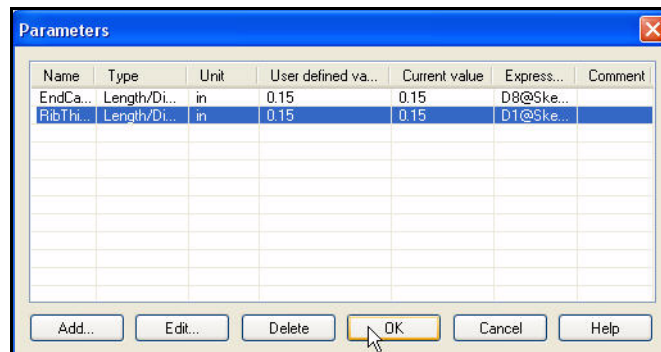 Parameters
Name Type Unit User defined va... Current value Express... Comment
EndCa... Length/Di... in 0.15 0.15 D8@Ske...
RibThi... Length/Di... in 0.15 0.15 D1@Ske...
Add... Edit... Delete OK Cancel Help